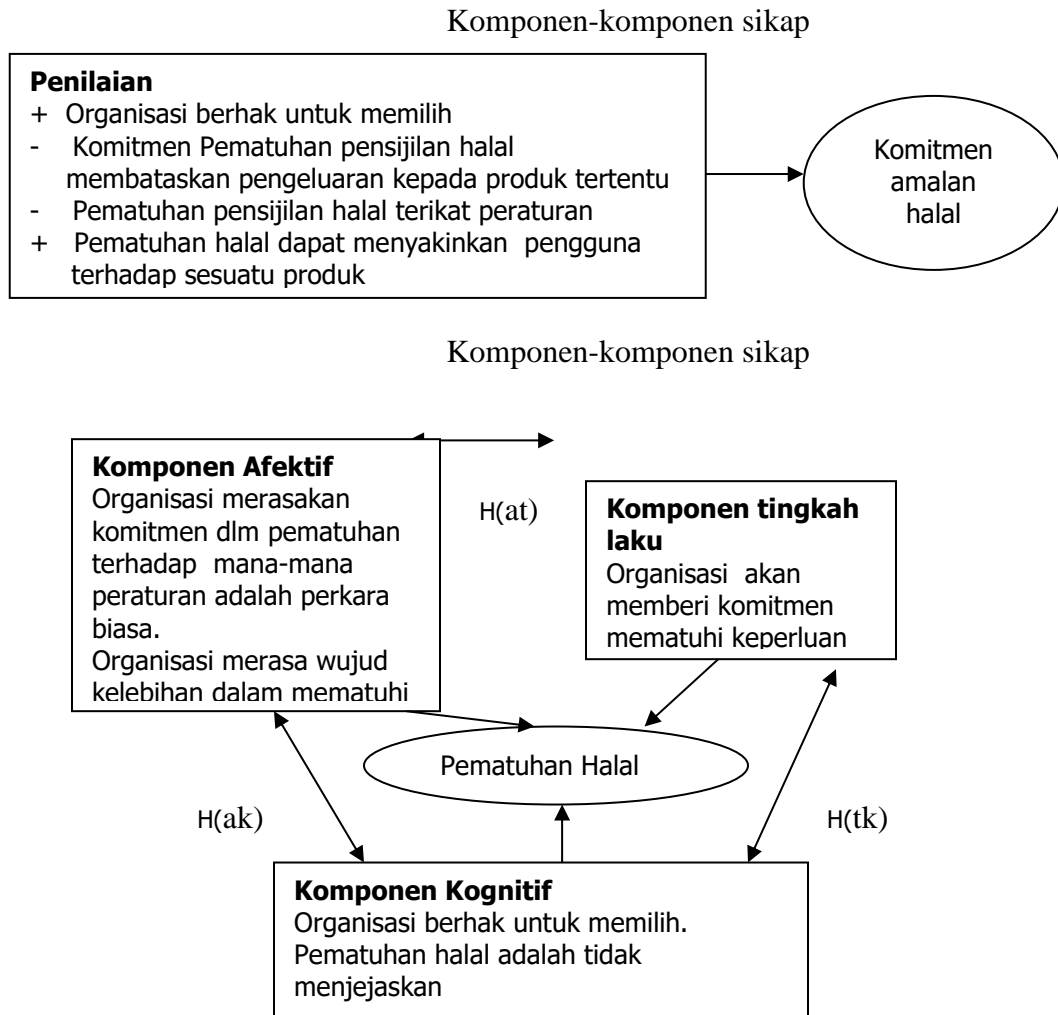 Komponen-komponen sikap
Penilaian
+ Organisasi berhak untuk memilih
- Komitmen Pematuhan pensijilan halal
membataskan pengeluaran kepada produk tertentu
- Pematuhan pensijilan halal terikat peraturan
+ Pematuhan halal dapat menyakinkan pengguna
terhadap sesuatu produk
Komitmen
amalan
halal
Komponen-komponen sikap
Komponen Afektif
Organisasi merasakan
komitmen dlm pematuhan
terhadap mana-mana
peraturan adalah perkara
biasa.
Organisasi merasa wujud
kelebihan dalam mematuhi
H(at)
Komponen tingkah
laku
Organisasi akan
memberi komitmen
mematuhi keperluan
Pematuhan Halal
H(ak)
H(tk)
Komponen Kognitif
Organisasi berhak untuk memilih.
Pematuhan halal adalah tidak
menjejaskan